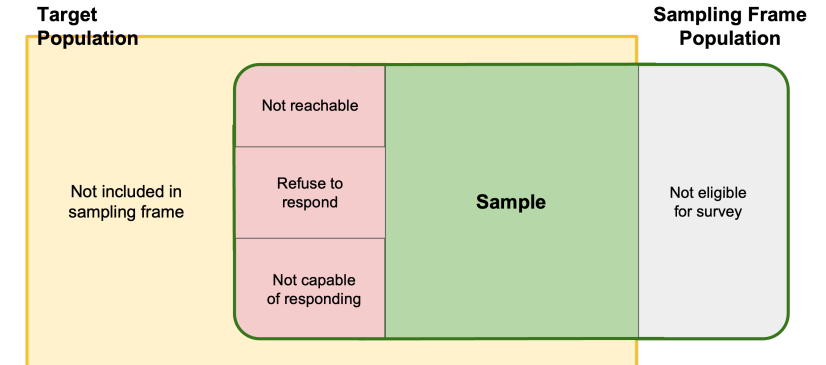 Target
Population
Sampling Frame
Population
Not reachable
Not included in
sampling frame
Refuse to
respond
Sample
Not eligible
for survey
Not capable
of responding